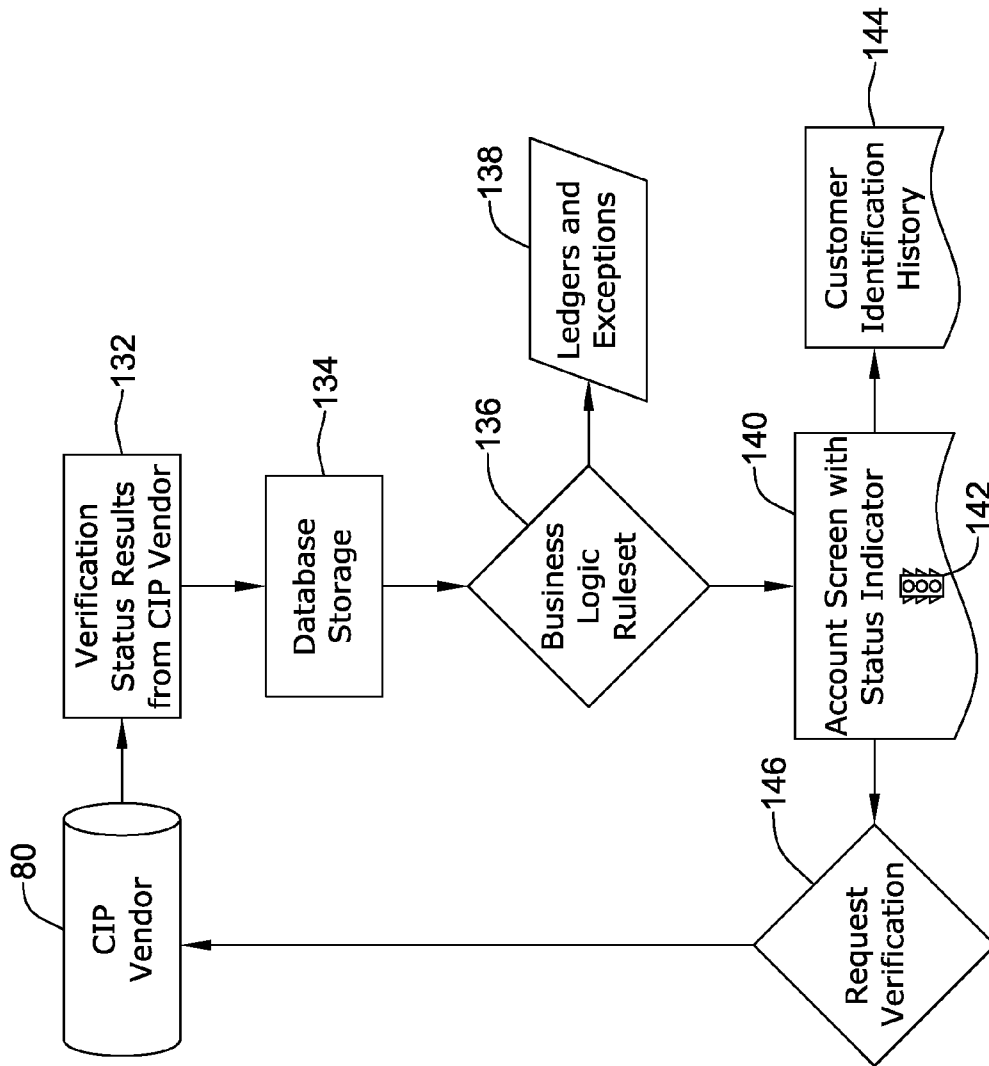 80
CIP
Vendor
Verification
Status Results
from CIP Vendor
132
Database
Storage
134
Business
Logic
Ruleset
136
Ledgers and
Exceptions
138
Request
Verification
146
Account Screen with
Status Indicator
140
142
Customer
Identification
History
144